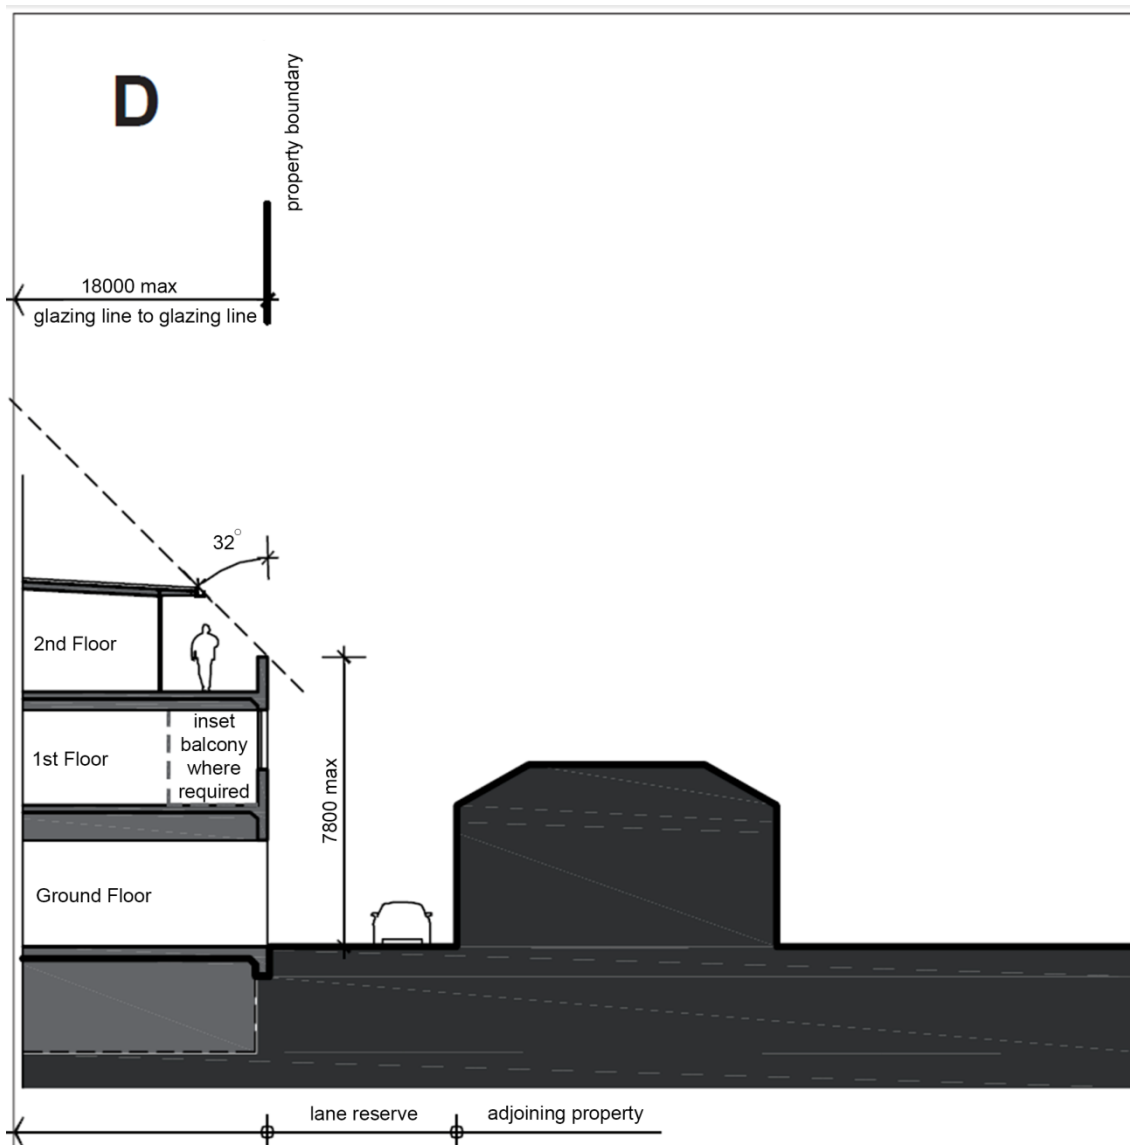 D
property boundary
18000 max
glazing line to glazing line
32°
2nd Floor
inset
balcony
where
required
1st Floor
7800 max
Ground Floor
lane reserve
adjoining property